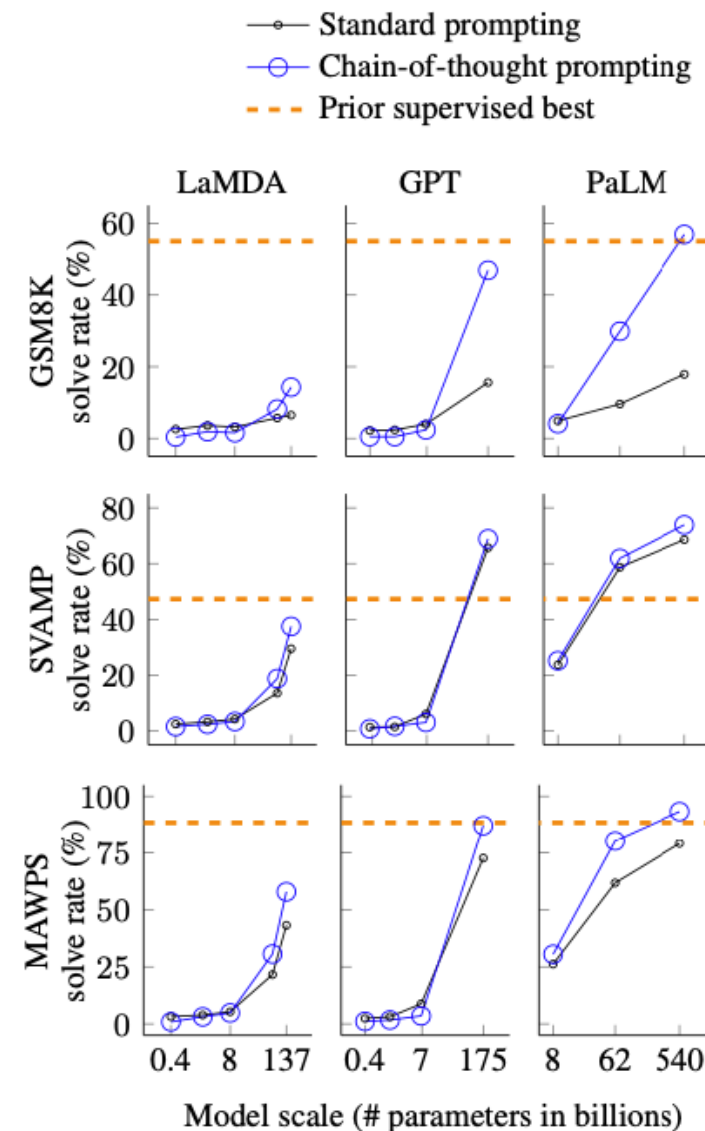 Standard prompting
Chain-of-thought prompting
Prior supervised best
LaMDA GPT PaLM
GSM8K
solve rate (%)
60
40
20
0
SVAMP
solve rate (%)
80
60
40
20
0
MAWPS
solve rate (%)
100
75
50
25
0
0.4 8 137 0.4 7 175 8 62 540
Model scale (# parameters in billions)